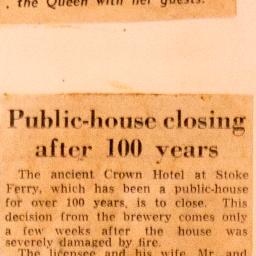 , the Queen with her guests.
Public-house closing
after 100 years
The ancient Crown Hotel at Stoke
Ferry, which has been a public-house
for over 100 years, is to close. This
decision from the brewery comes only
a few weeks after the house was
severely damaged by fire.
The licensee and his wife, Mr. and